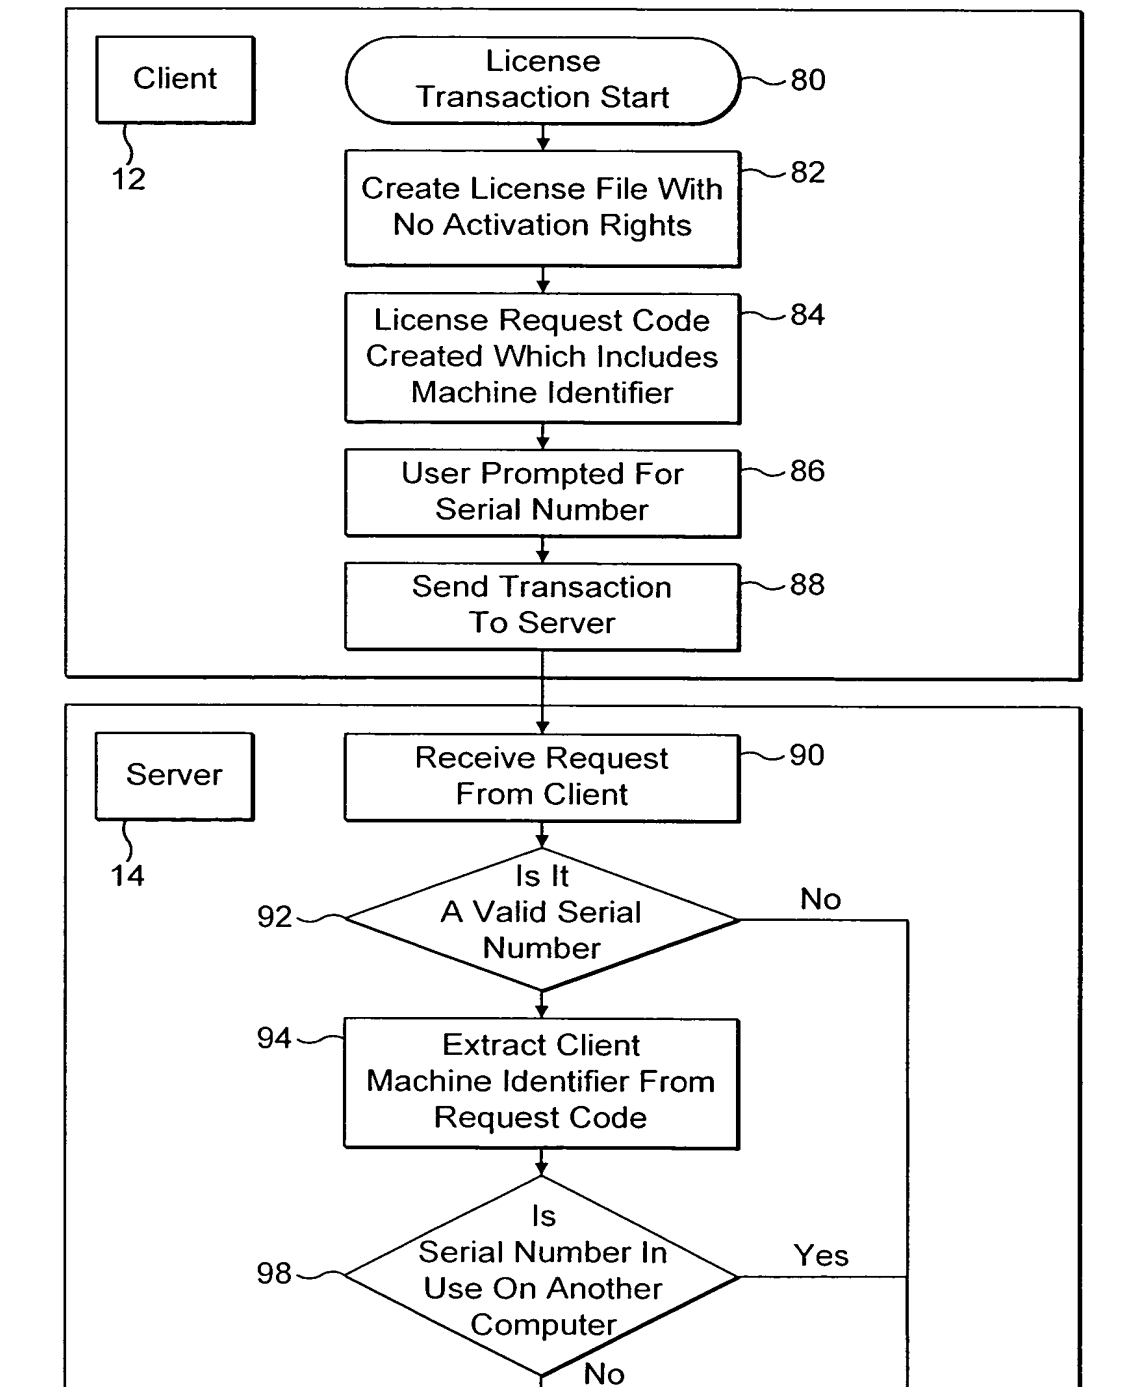 Client
12
License
Transaction Start
80
Create License File With
No Activation Rights
82
License Request Code
Created Which Includes
Machine Identifier
84
User Prompted For
Serial Number
86
Send Transaction
To Server
88
Server
14
Receive Request
From Client
90
Is It
A Valid Serial
Number
92
No
Extract Client
Machine Identifier From
Request Code
94
Is
Serial Number In
Use On Another
Computer
98
Yes
No